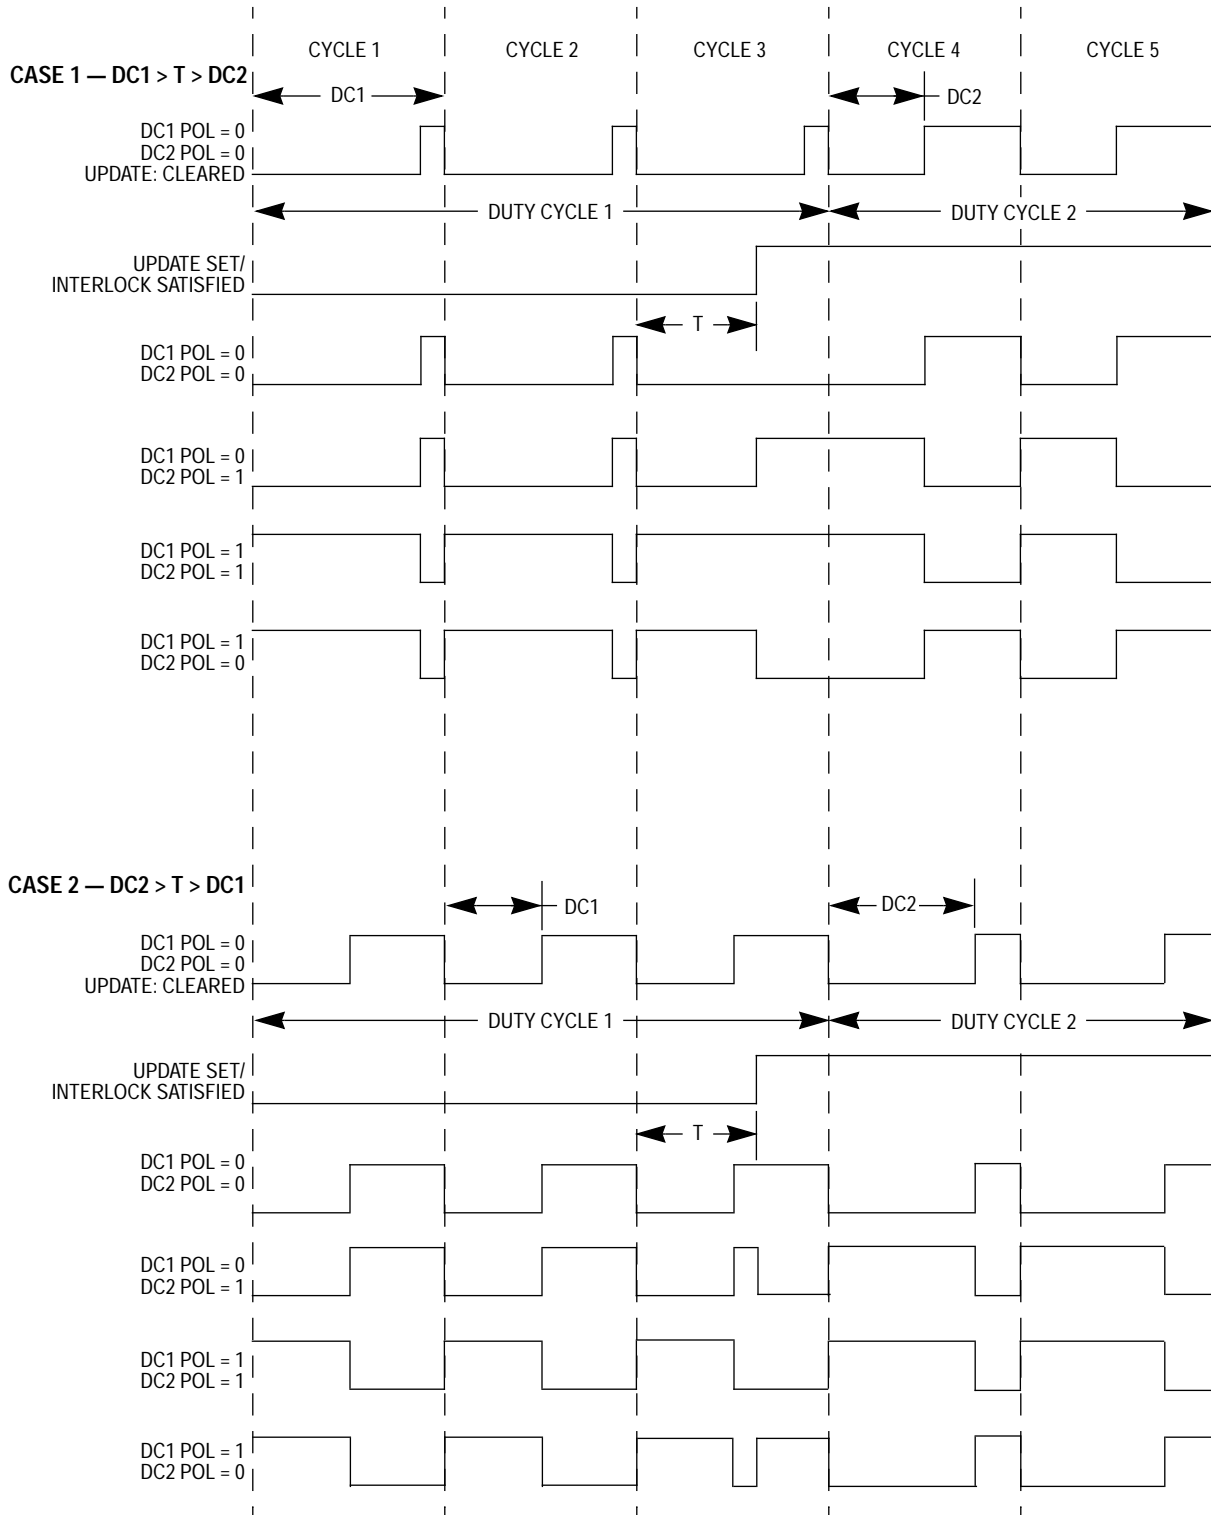 CYCLE 1 CYCLE 2 CYCLE 3 CYCLE 4 CYCLE 5
CASE 1 — DC1 > T > DC2
DC1 DC2
DC1 POL = 0
DC2 POL = 0
UPDATE: CLEARED
DUTY CYCLE 1 DUTY CYCLE 2
UPDATE SET/
INTERLOCK SATISFIED
T
DC1 POL = 0
DC2 POL = 0
DC1 POL = 0
DC2 POL = 1
DC1 POL = 1
DC2 POL = 1
DC1 POL = 1
DC2 POL = 0
CASE 2 — DC2 > T > DC1
DC1 DC2
DC1 POL = 0
DC2 POL = 0
UPDATE: CLEARED
DUTY CYCLE 1 DUTY CYCLE 2
UPDATE SET/
INTERLOCK SATISFIED
T
DC1 POL = 0
DC2 POL = 0
DC1 POL = 0
DC2 POL = 1
DC1 POL = 1
DC2 POL = 1
DC1 POL = 1
DC2 POL = 0